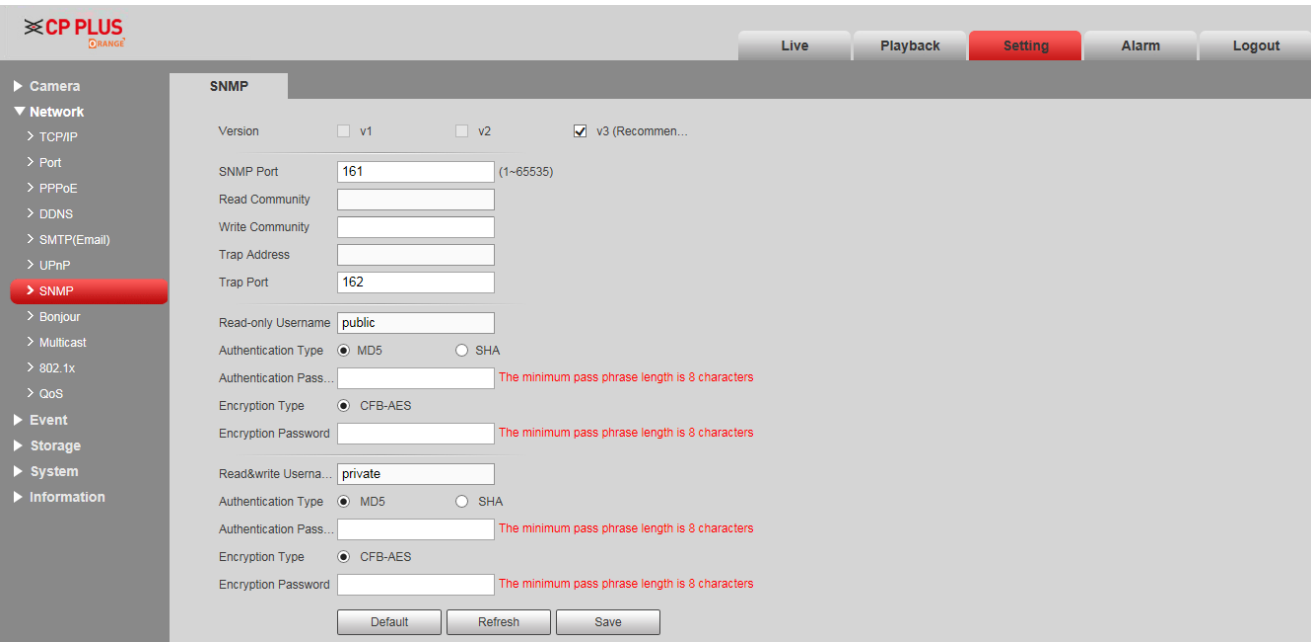 CP PLUS
ORANGE
Live Playback Setting Alarm Logout
Camera
Network
TCP/IP
Port
PPPoE
DDNS
SMTP(Email)
UPnP
SNMP
Bonjour
Multicast
802.1x
QoS
Event
Storage
System
Information
SNMP
Version v1 v2 v3 (Recommen...
SNMP Port 161 (1~65535)
Read Community
Write Community
Trap Address
Trap Port 162
Read-only Username public
Authentication Type MD5 SHA
Authentication Pass... The minimum pass phrase length is 8 characters
Encryption Type CFB-AES
Encryption Password The minimum pass phrase length is 8 characters
Read&write Userna... private
Authentication Type MD5 SHA
Authentication Pass... The minimum pass phrase length is 8 characters
Encryption Type CFB-AES
Encryption Password The minimum pass phrase length is 8 characters
Default Refresh Save